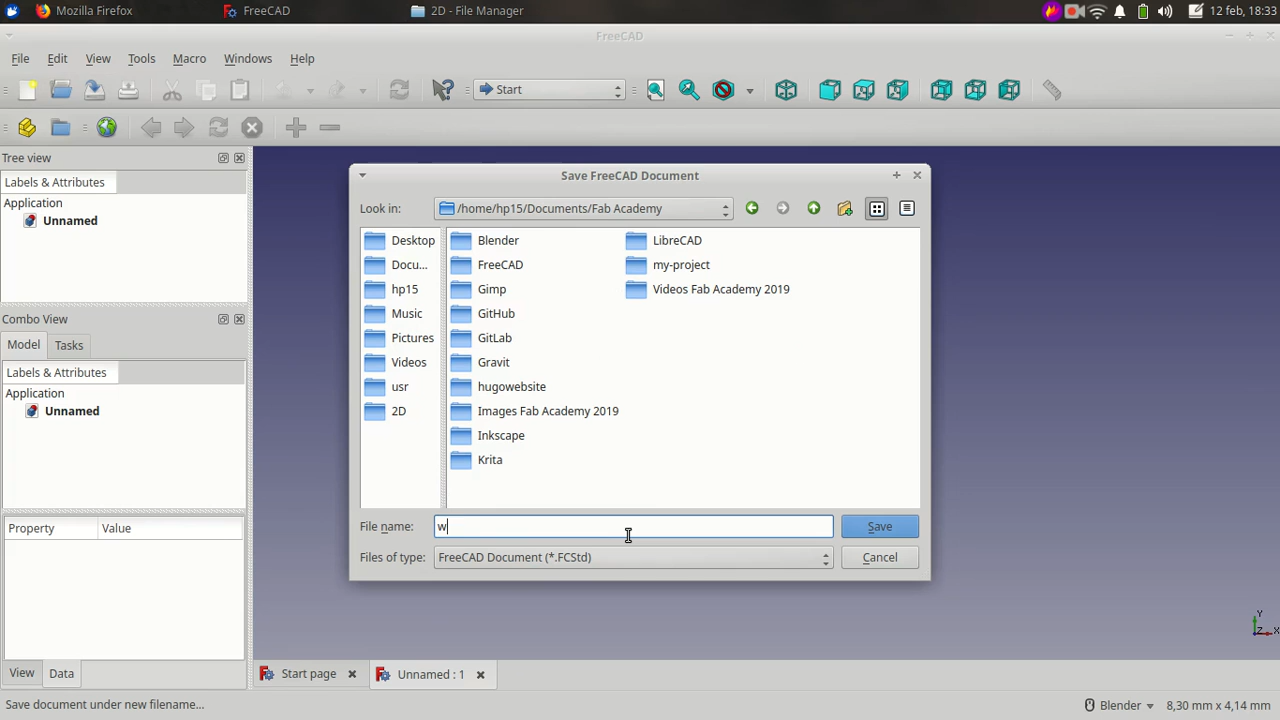 Mozilla Firefox
FreeCAD
2D - File Manager
12 feb, 18:33
FreeCAD
File Edit View Tools Macro Windows Help
Start
Tree view
Labels & Attributes
Application
Unnamed
Combo View
Model Tasks
Labels & Attributes
Application
Unnamed
Property Value
View Data
Save FreeCAD Document
Look in: /home/hp15/Documents/Fab Academy
Desktop
Docu...
hp15
Music
Pictures
Videos
usr
2D
Blender
FreeCAD
Gimp
GitHub
GitLab
Gravit
hugowebsite
Images Fab Academy 2019
Inkscape
Krita
LibreCAD
my-project
Videos Fab Academy 2019
File name: w
Save
Files of type: FreeCAD Document (*.FCStd)
Cancel
Y
Z X
Start page
Unnamed : 1
Save document under new filename...
Blender 8,30 mm x 4,14 mm